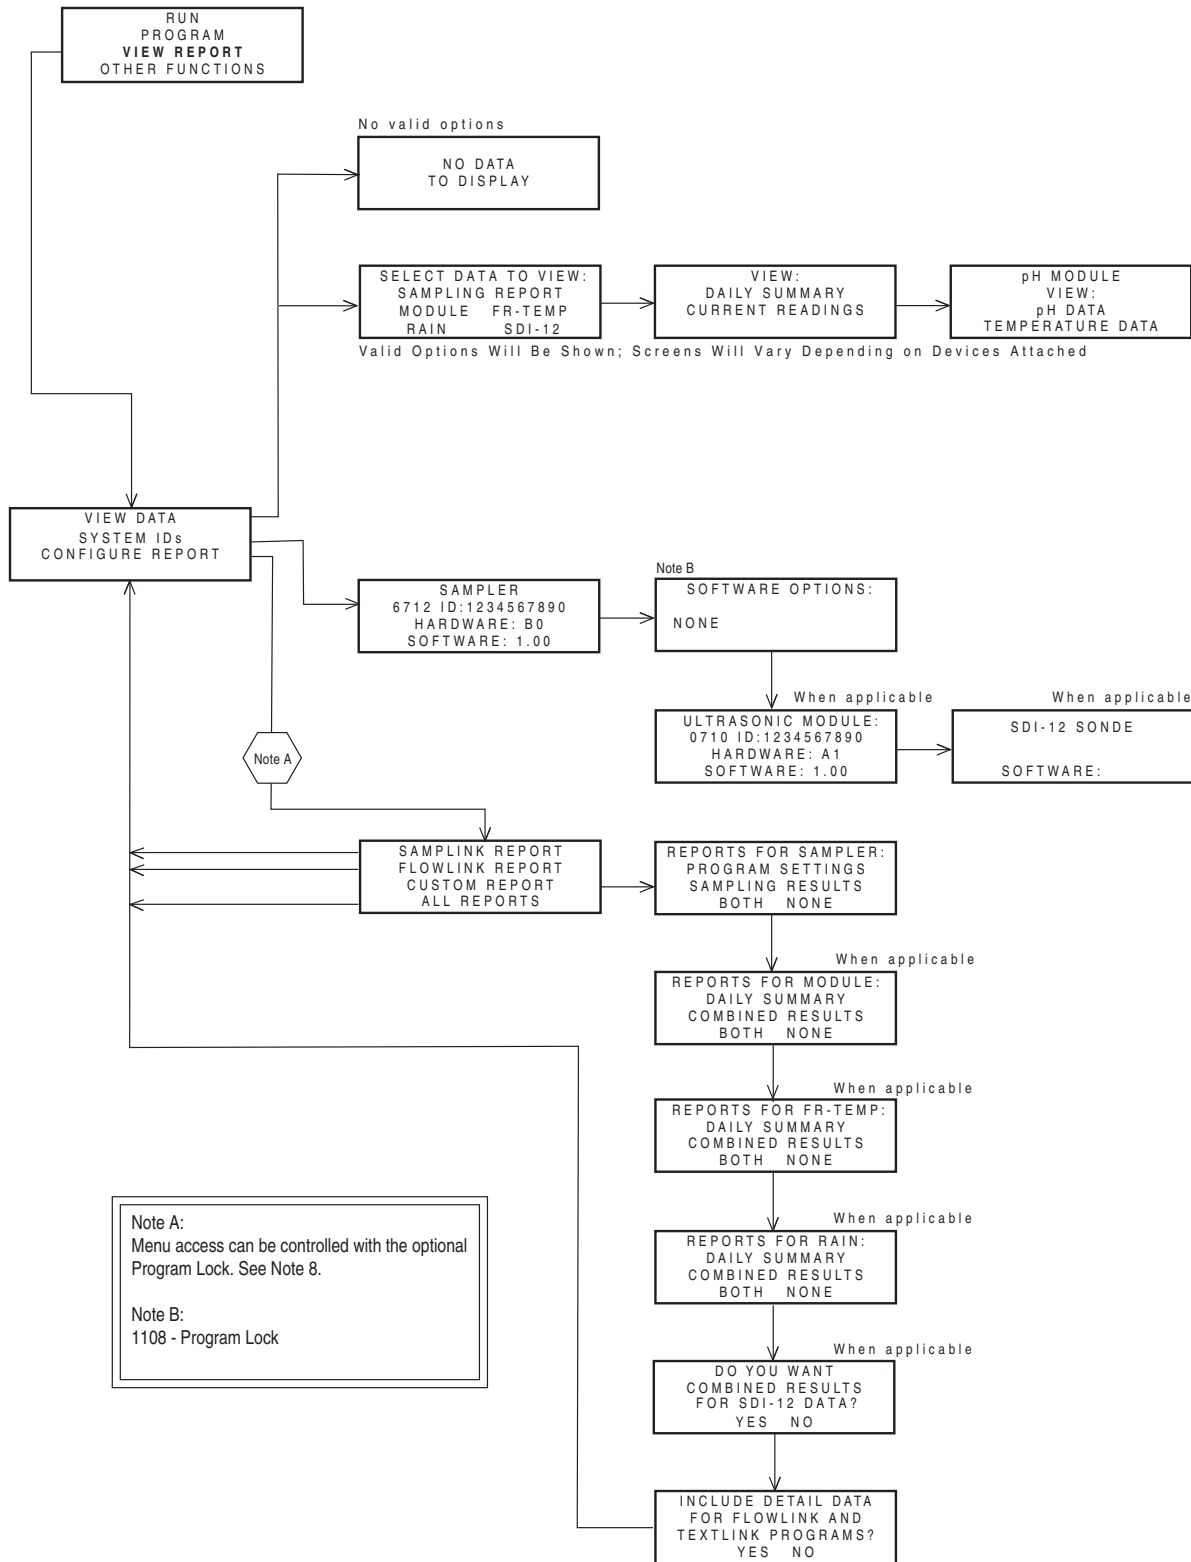 RUN
PROGRAM
VIEW REPORT
OTHER FUNCTIONS
No valid options
NO DATA
TO DISPLAY
SELECT DATA TO VIEW:
SAMPLING REPORT
MODULE FR-TEMP
RAIN SDI-12
VIEW:
DAILY SUMMARY
CURRENT READINGS
pH MODULE
VIEW:
pH DATA
TEMPERATURE DATA
Valid Options Will Be Shown; Screens Will Vary Depending on Devices Attached
VIEW DATA
SYSTEM IDs
CONFIGURE REPORT
SAMPLER
6712 ID:1234567890
HARDWARE: B0
SOFTWARE: 1.00
Note B
SOFTWARE OPTIONS:
NONE
When applicable
ULTRASONIC MODULE:
0710 ID:1234567890
HARDWARE: A1
SOFTWARE: 1.00
When applicable
SDI-12 SONDE
SOFTWARE:
Note A
SAMPLINK REPORT
FLOWLINK REPORT
CUSTOM REPORT
ALL REPORTS
REPORTS FOR SAMPLER:
PROGRAM SETTINGS
SAMPLING RESULTS
BOTH NONE
When applicable
REPORTS FOR MODULE:
DAILY SUMMARY
COMBINED RESULTS
BOTH NONE
When applicable
REPORTS FOR FR-TEMP:
DAILY SUMMARY
COMBINED RESULTS
BOTH NONE
When applicable
REPORTS FOR RAIN:
DAILY SUMMARY
COMBINED RESULTS
BOTH NONE
When applicable
DO YOU WANT
COMBINED RESULTS
FOR SDI-12 DATA?
YES NO
INCLUDE DETAIL DATA
FOR FLOWLINK AND
TEXTLINK PROGRAMS?
YES NO
Note A:
Menu access can be controlled with the optional
Program Lock. See Note 8.
Note B:
1108 - Program Lock